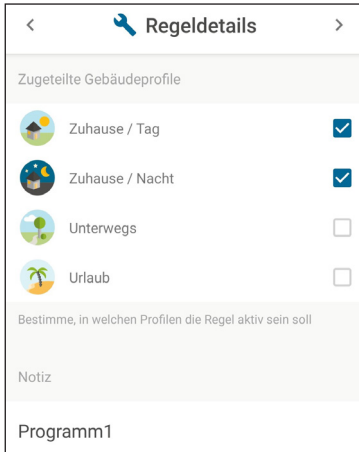 Regeldetails
Zugeteilte Gebäudeprofile
Zuhause / Tag
Zuhause / Nacht
Unterwegs
Urlaub
Bestimme, in welchen Profilen die Regel aktiv sein soll
Notiz
Programm1